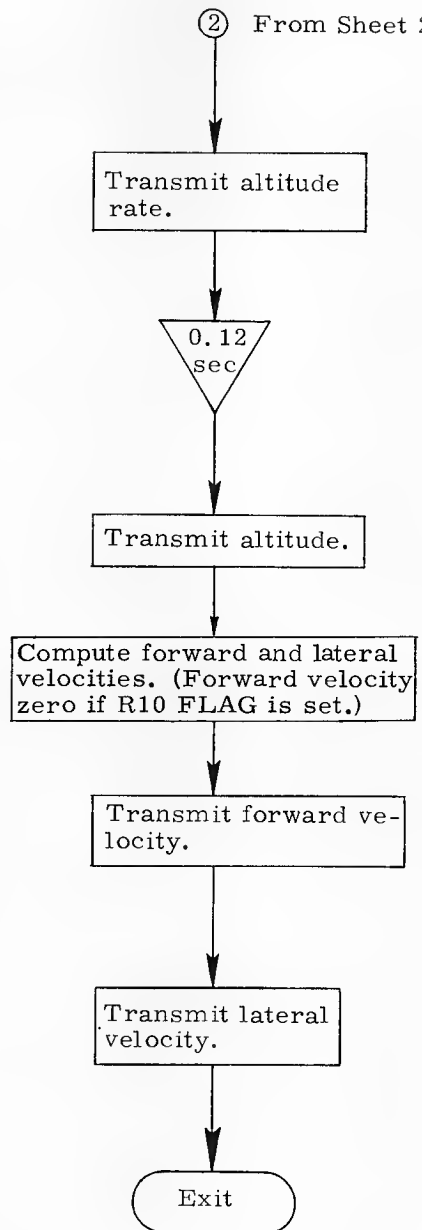 2 From Sheet 2
Transmit altitude
rate.
0.12
sec
Transmit altitude.
Compute forward and lateral
velocities. (Forward velocity
zero if R10 FLAG is set.)
Transmit forward ve-
locity.
Transmit lateral
velocity.
Exit